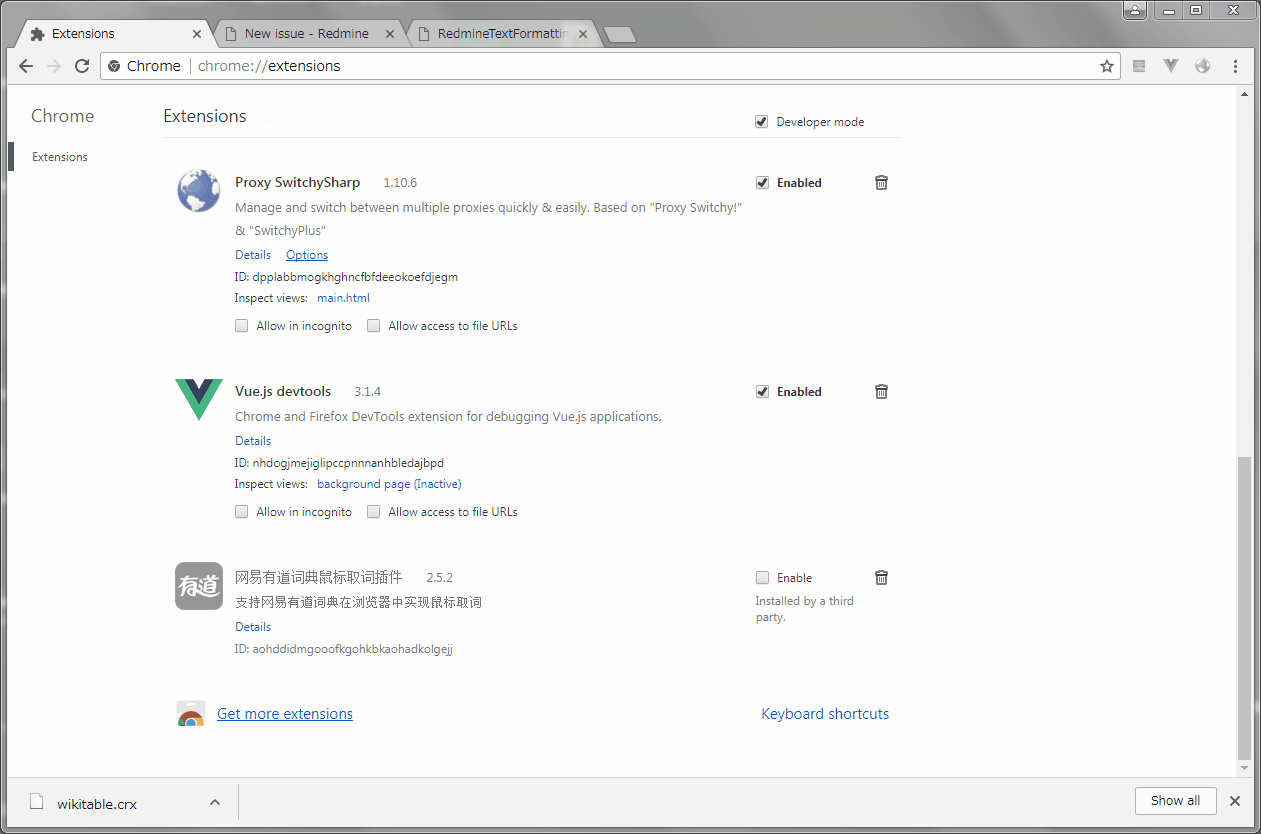 Extensions
New issue - Redmine
RedmineTextFormattin
Chrome
chrome://extensions
Chrome
Extensions
Extensions
Developer mode
Proxy SwitchySharp 1.10.6
Enabled
Manage and switch between multiple proxies quickly & easily. Based on "Proxy Switchy!"
& "SwitchyPlus"
Details Options
ID: dpplabbmogkhghncfbfdeeokoefdjegm
Inspect views: main.html
Allow in incognito Allow access to file URLs
Vue.js devtools 3.1.4
Enabled
Chrome and Firefox DevTools extension for debugging Vue.js applications.
Details
ID: nhdogjmejiglipccpnnnanhbledajbpd
Inspect views: background page (Inactive)
Allow in incognito Allow access to file URLs
有道
网易有道词典鼠标取词插件 2.5.2
Enable
支持网易有道词典在浏览器中实现鼠标取词
Installed by a third
party.
Details
ID: aohddidmgooofkgohkbkaohadkolgejj
Get more extensions
Keyboard shortcuts
wikitable.crx
Show all